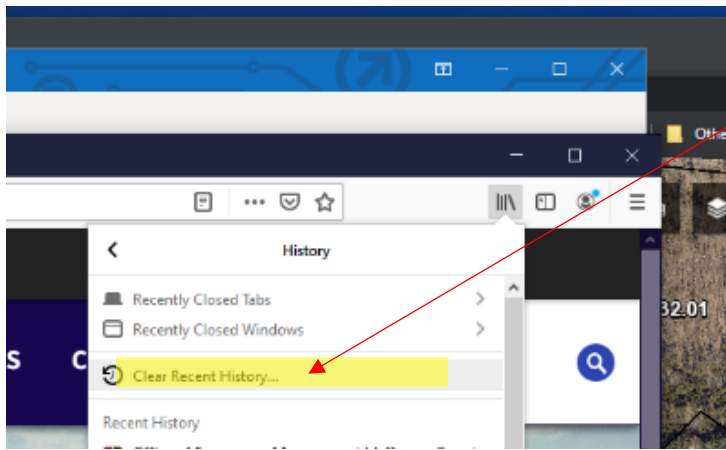 Othe
History
Recently Closed Tabs
Recently Closed Windows
32.01
S C
Clear Recent History...
Recent History